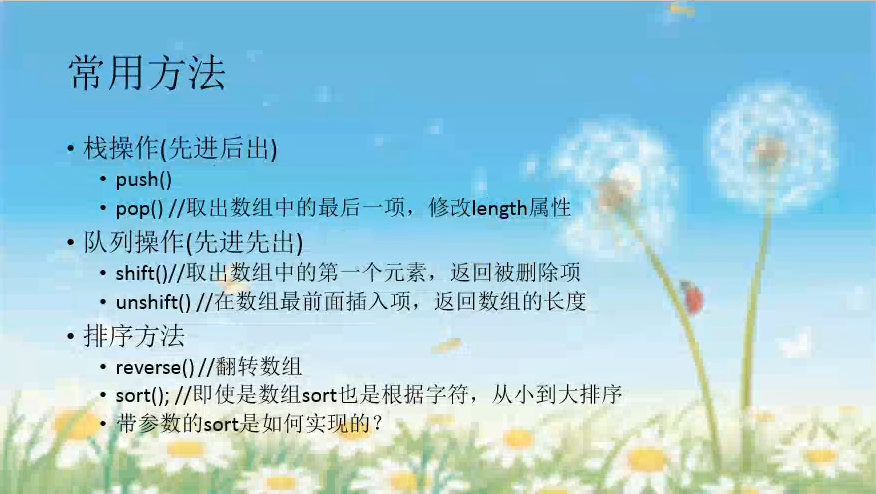 常用方法
• 栈操作(先进后出)
• push()
• pop() //取出数组中的最后一项，修改length属性
• 队列操作(先进先出)
• shift()//取出数组中的第一个元素，返回被删除项
• unshift() //在数组最前面插入项，返回数组的长度
• 排序方法
• reverse() //翻转数组
• sort(); //即使是数组sort也是根据字符，从小到大排序
• 带参数的sort是如何实现的？